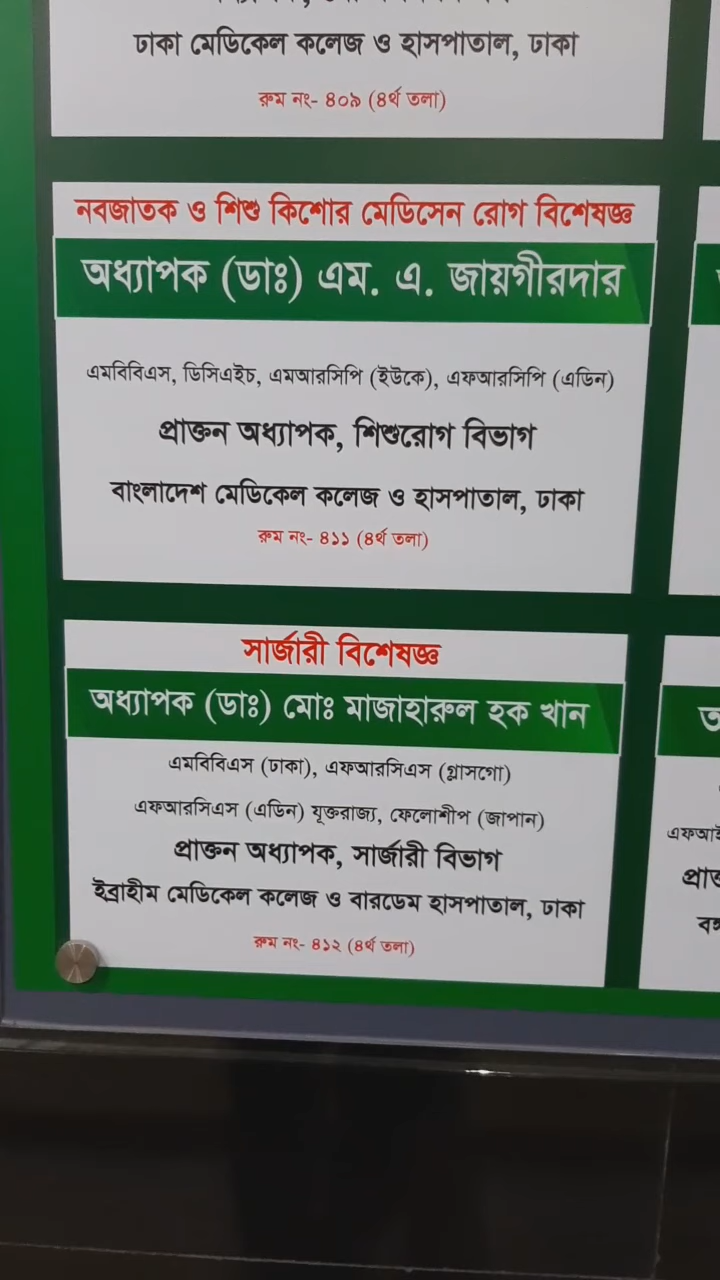 ঢাকা মেডিকেল কলেজ ও হাসপাতাল, ঢাকা
রুম নং- ৪০৯ (৪র্থ তলা)
নবজাতক ও শিশু কিশোর মেডিসেন রোগ বিশেষজ্ঞ
অধ্যাপক (ডাঃ) এম. এ. জায়গীরদার
এমবিবিএস, ডিসিএইচ, এমআরসিপি (ইউকে), এফআরসিপি (এডিন)
প্রাক্তন অধ্যাপক, শিশুরোগ বিভাগ
বাংলাদেশ মেডিকেল কলেজ ও হাসপাতাল, ঢাকা
রুম নং- ৪১১ (৪র্থ তলা)
সার্জারী বিশেষজ্ঞ
অধ্যাপক (ডাঃ) মোঃ মাজাহারুল হক খান
এমবিবিএস (ঢাকা), এফআরসিএস (গ্লাসগো)
এফআরসিএস (এডিন) যুক্তরাজ্য, ফেলোশীপ (জাপান)
প্রাক্তন অধ্যাপক, সার্জারী বিভাগ
ইব্রাহীম মেডিকেল কলেজ ও বারডেম হাসপাতাল, ঢাকা
রুম নং- ৪১২ (৪র্থ তলা)